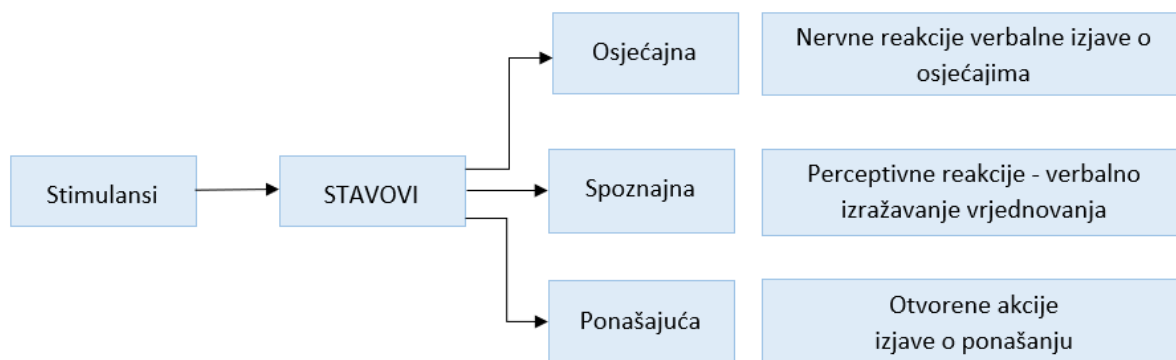 Osjećajna
Nervne reakcije verbalne izjave o
osjećajima
Stimulansi
STAVOVI
Spoznajna
Perceptivne reakcije - verbalno
izražavanje vrjednovanja
Ponašajuća
Otvorene akcije
izjave o ponašanju